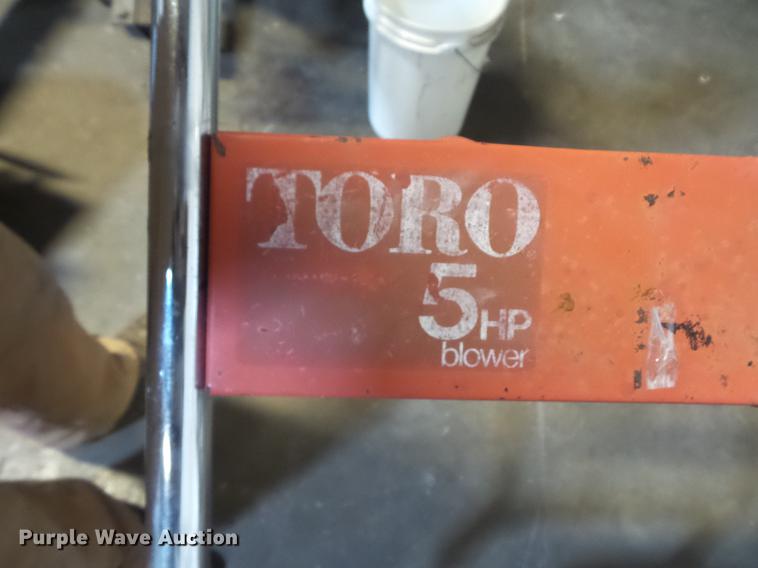 TORO
5HP
blower
Purple Wave Auction